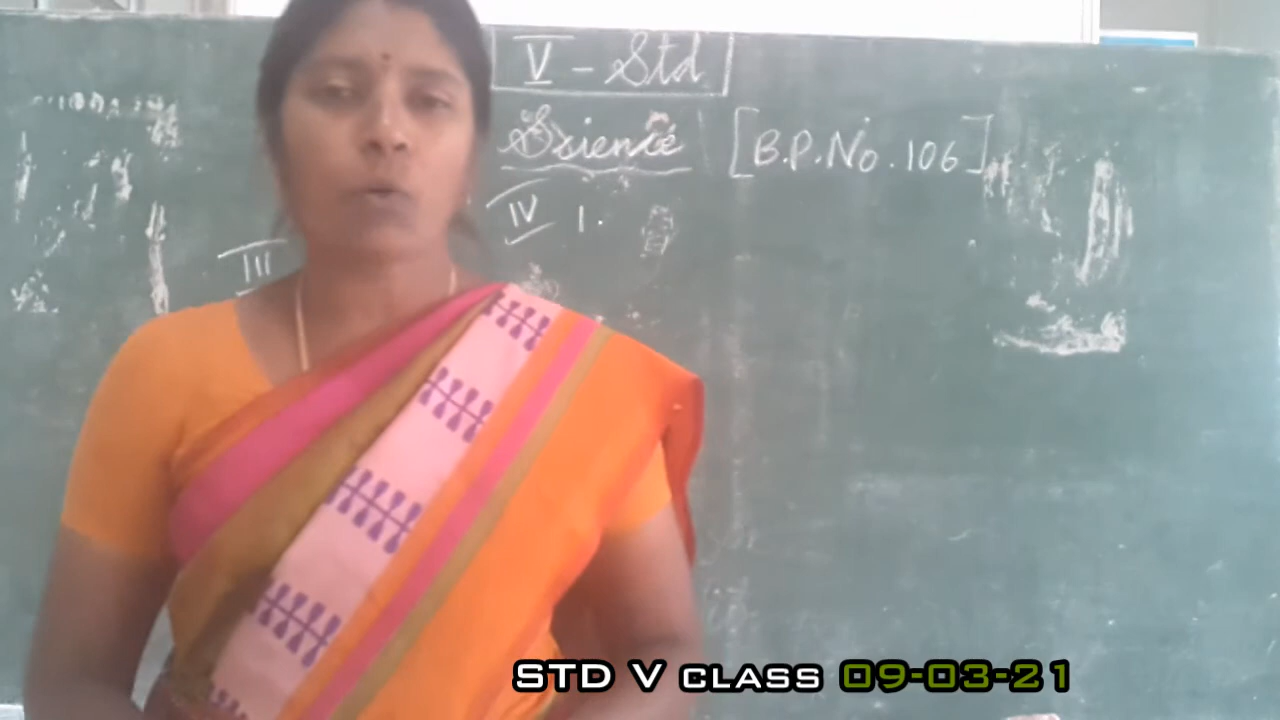 V - Std
Science [B.P.No. 106]
IV 1.
III
STD V CLASS 09-03-21